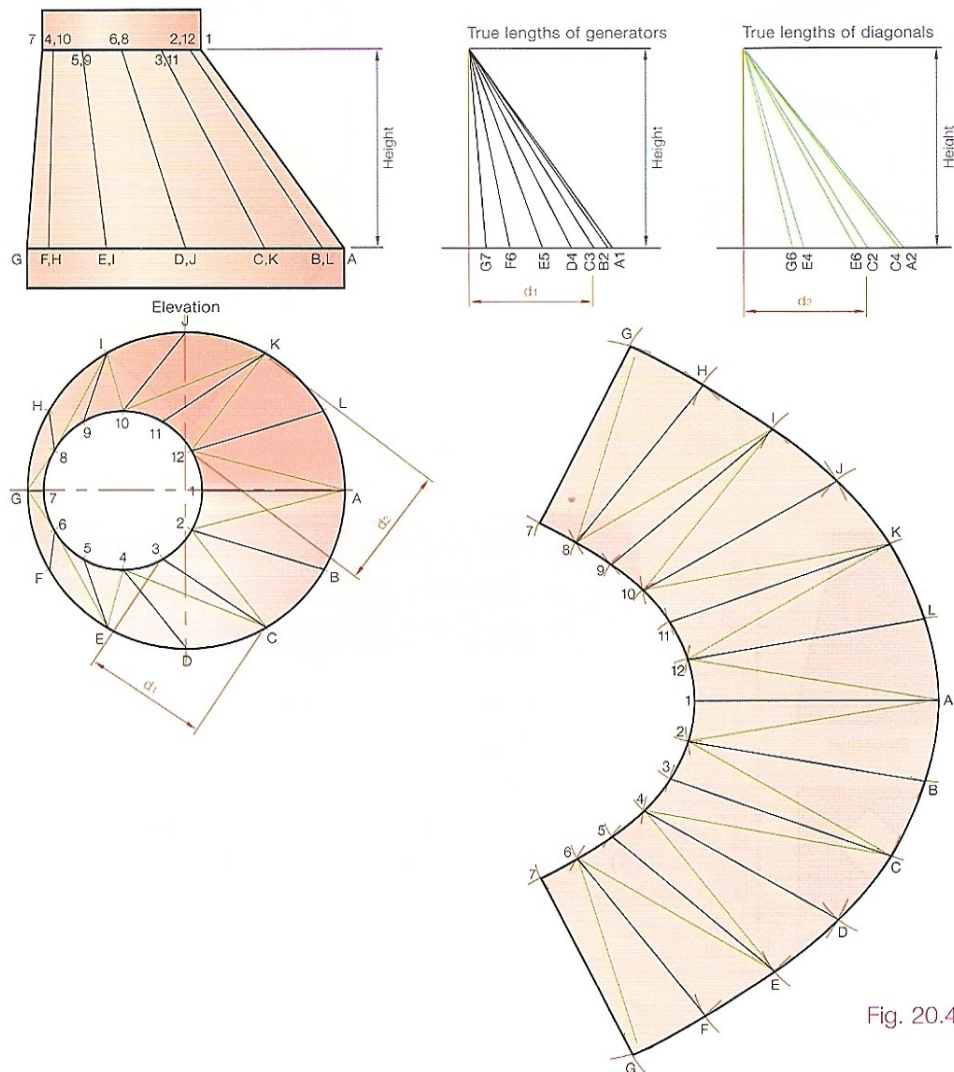 7 4,10 6,8 2,12 1
5,9 3,11
Height
G F,H E,I D,J C,K B,L A
Elevation
True lengths of generators
Height
G7 F6 E5 D4 C3 B2 A1
d1
True lengths of diagonals
Height
G6 E4 E6 C2 C4 A2
d2
J
I K
H L
10
9 11
8 12
G 7 1 A
6 2
5 4 3
F B
E C
D
d2
d1
G
H
I
J
7
8
9
K
10
11
L
12
1 A
2
3
B
4
5
C
6
7
D
E
F
G
Fig. 20.4